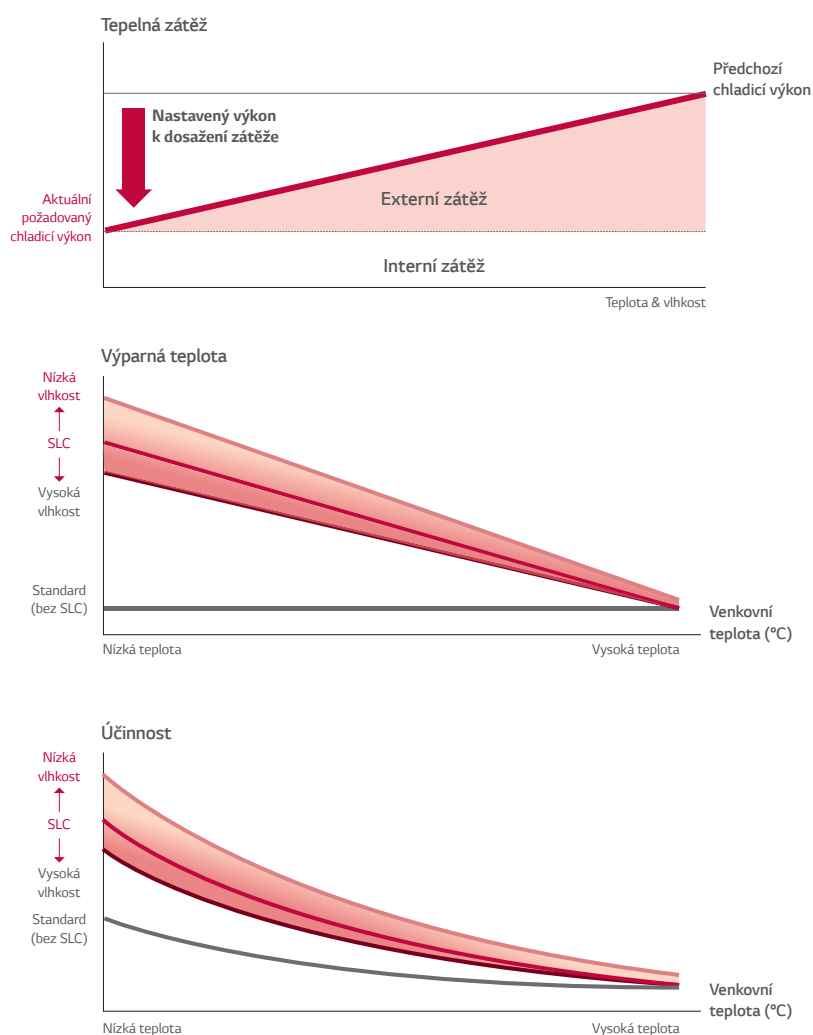 Tepelná zátěž
Předchozí
chladicí výkon
Nastavený výkon
k dosažení zátěže
Aktuální
požadovaný
chladicí výkon
Externí zátěž
Interní zátěž
Teplota & vlhkost
Výparná teplota
Nízká
vlhkost
SLC
Vysoká
vlhkost
Standard
(bez SLC)
Venkovní
teplota (°C)
Nízká teplota
Vysoká teplota
Účinnost
Nízká
vlhkost
SLC
Vysoká
vlhkost
Standard
(bez SLC)
Venkovní
teplota (°C)
Nízká teplota
Vysoká teplota